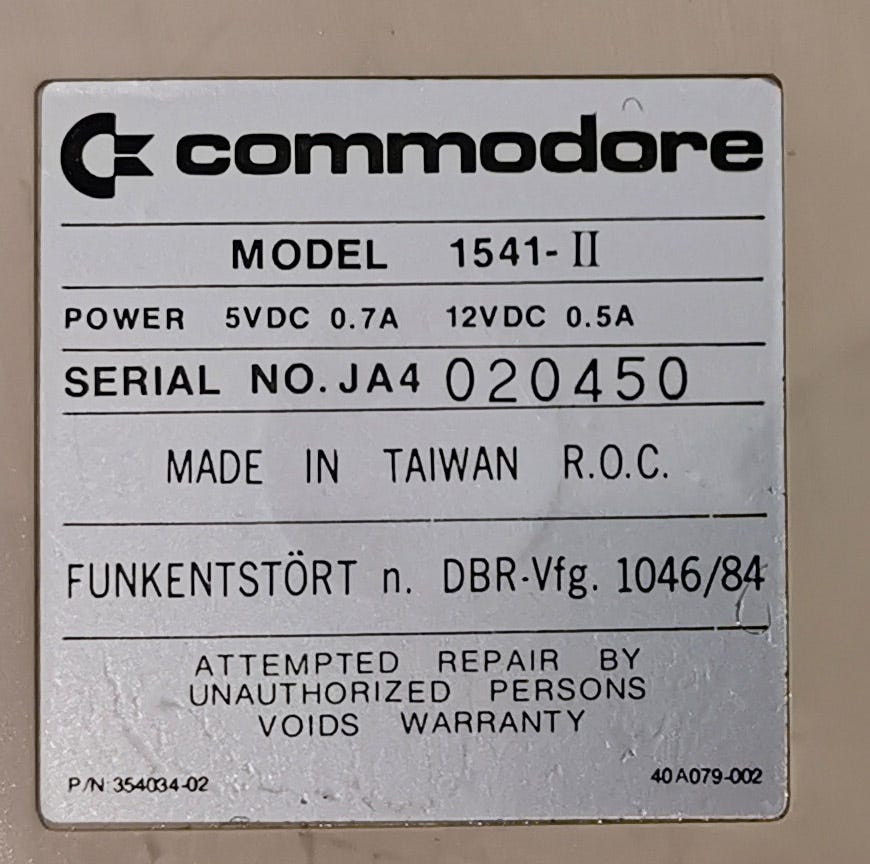 commodore
MODEL 1541-II
POWER 5VDC 0.7A 12VDC 0.5A
SERIAL NO. JA4 020450
MADE IN TAIWAN R.O.C.
FUNKENTSTÖRT n. DBR-Vfg. 1046/84
ATTEMPTED REPAIR BY
UNAUTHORIZED PERSONS
VOIDS WARRANTY
P/N: 354034-02 40A079-002